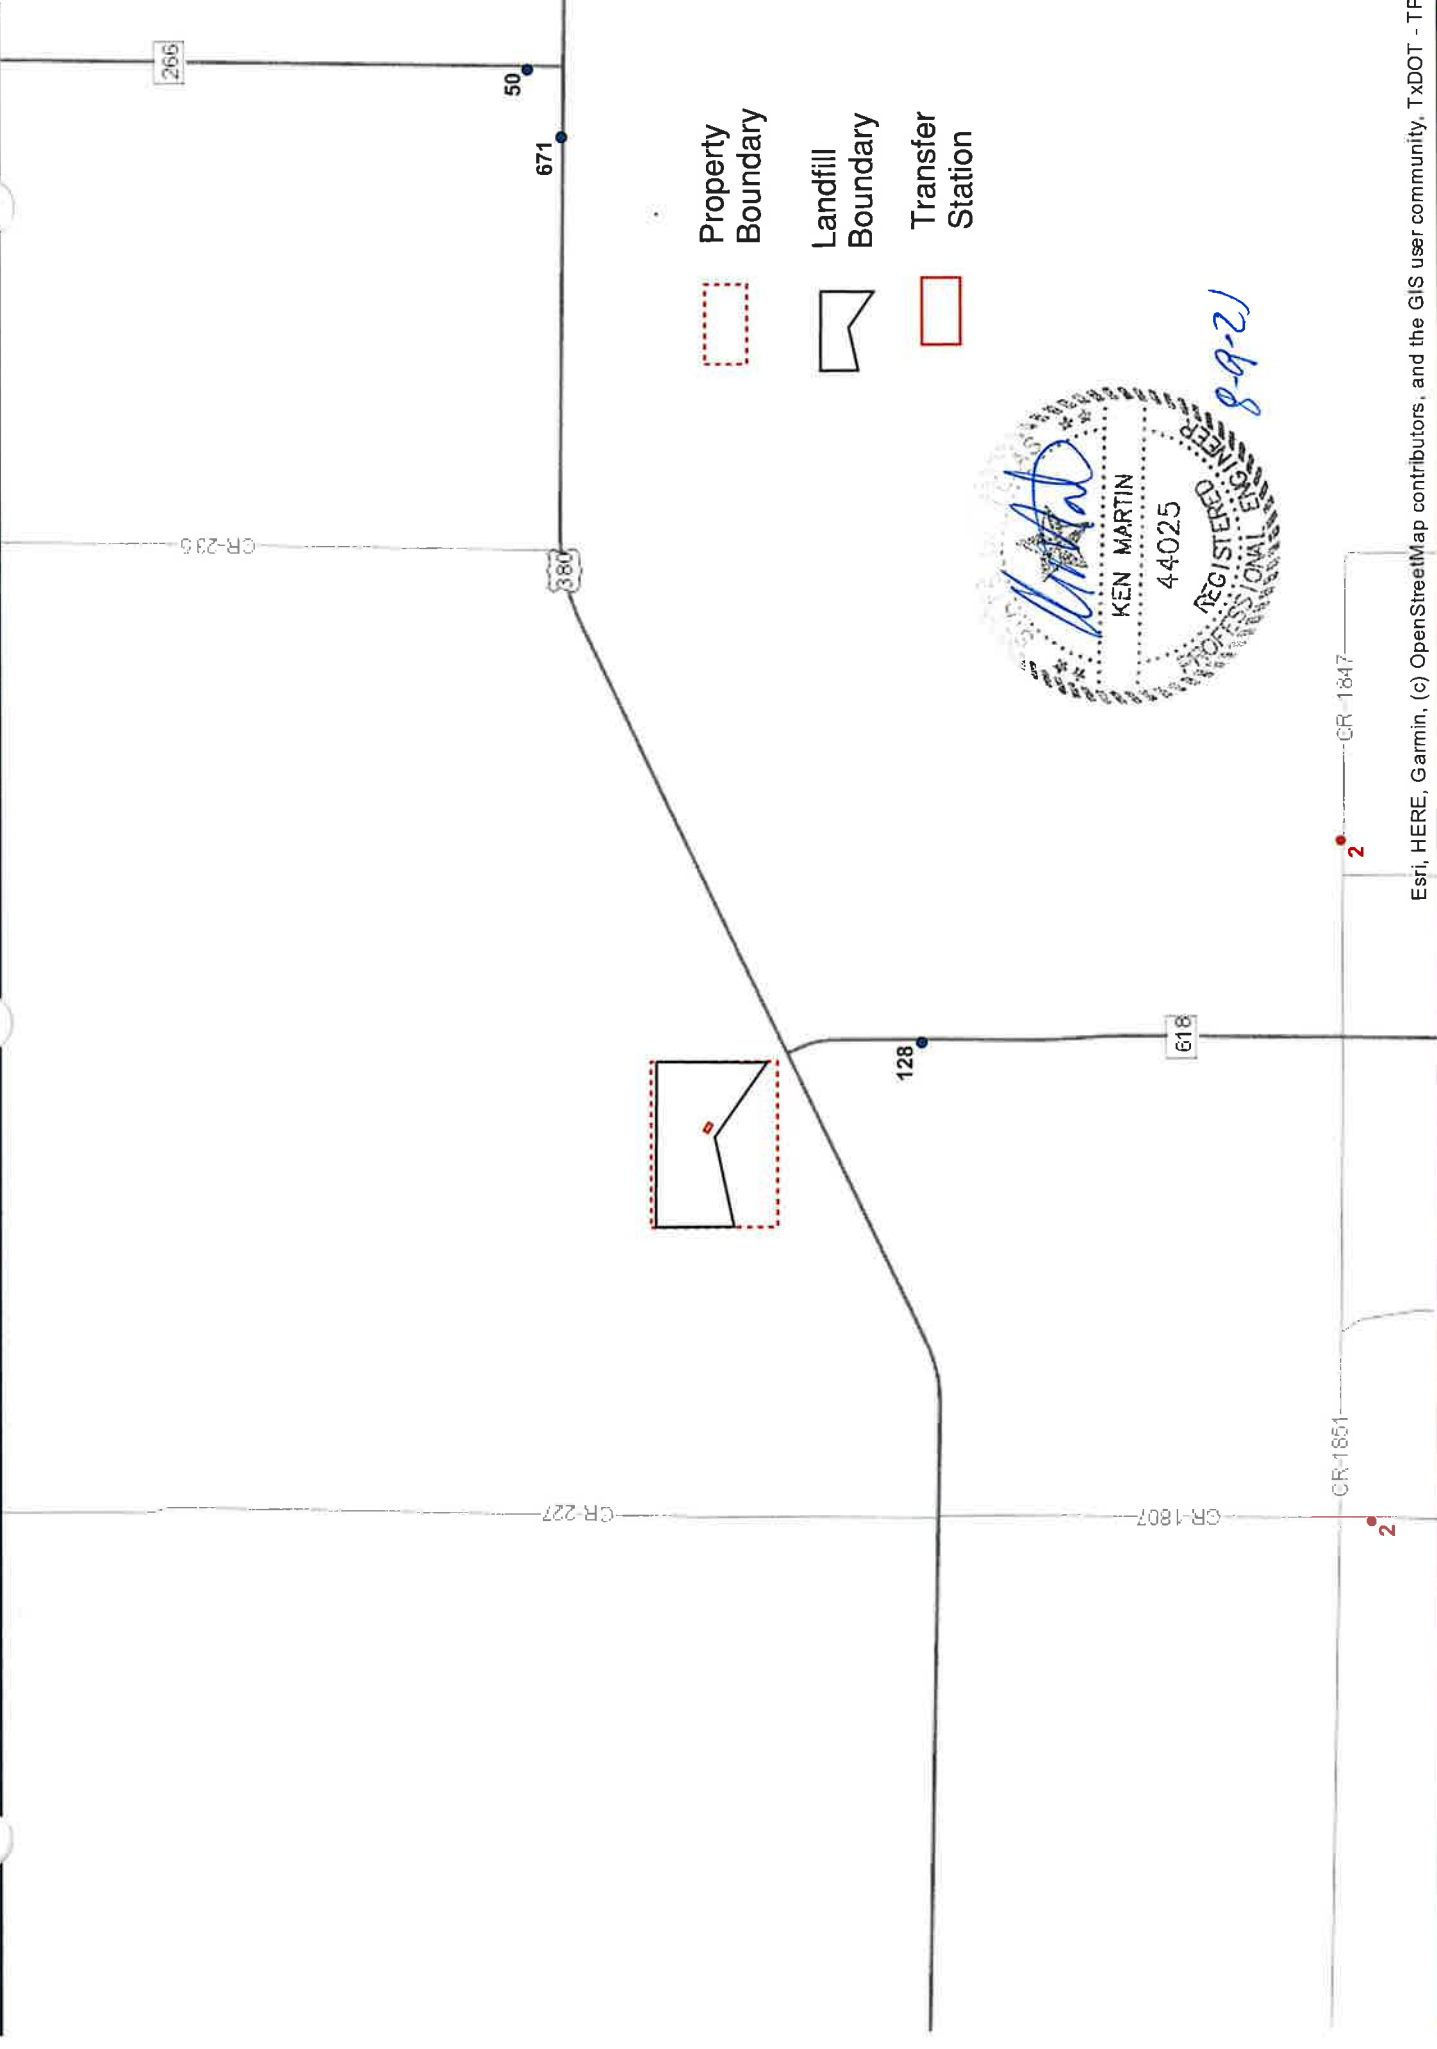 266
50
671
CR-235
380
Property
Boundary
Landfill
Boundary
Transfer
Station
KEN MARTIN
44025
REGISTERED
PROFESSIONAL ENGINEER
8-9-21
128
618
CR-1847
2
CR-227
CR-1807
CR-1851
2
Esri, HERE, Garmin, (c) OpenStreetMap contributors, and the GIS user community, TxDOT - TP